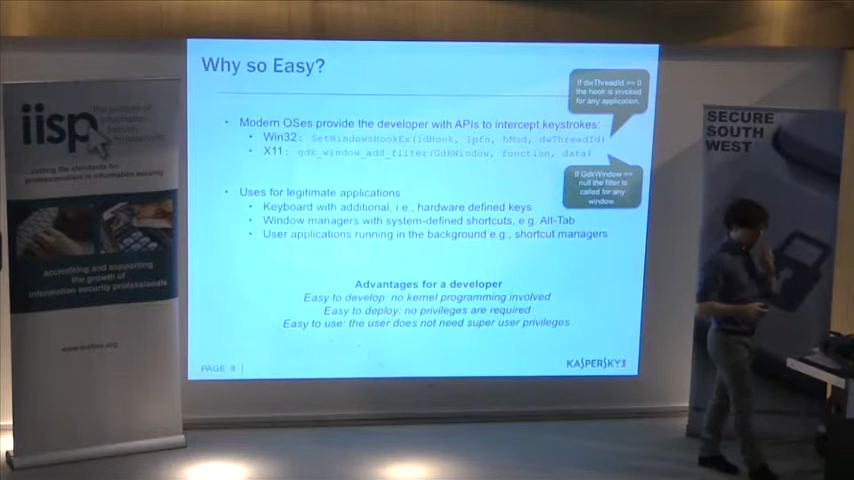 Why so Easy?
If dwThreadId == 0
the hook is invoked
for any application.
• Modern OSes provide the developer with APIs to intercept keystrokes:
• Win32: SetWindowsHookEx(idHook, lpfn, hMod, dwThreadId)
• X11: gdk_window_add_filter(GdkWindow, function, data)
If GdkWindow ==
null the filter is
called for any
window.
• Uses for legitimate applications:
• Keyboard with additional, i.e., hardware defined keys
• Window managers with system-defined shortcuts, e.g. Alt-Tab
• User applications running in the background e.g., shortcut managers
Advantages for a developer
Easy to develop: no kernel programming involved
Easy to deploy: no privileges are required
Easy to use: the user does not need super user privileges
PAGE 8 |
KASPERSKY
iisp
the institute of
information
security
professionals
setting the standards for
professionalism in information security
Accrediting and supporting
the growth of
information security professionals
SECURE
SOUTH
WEST